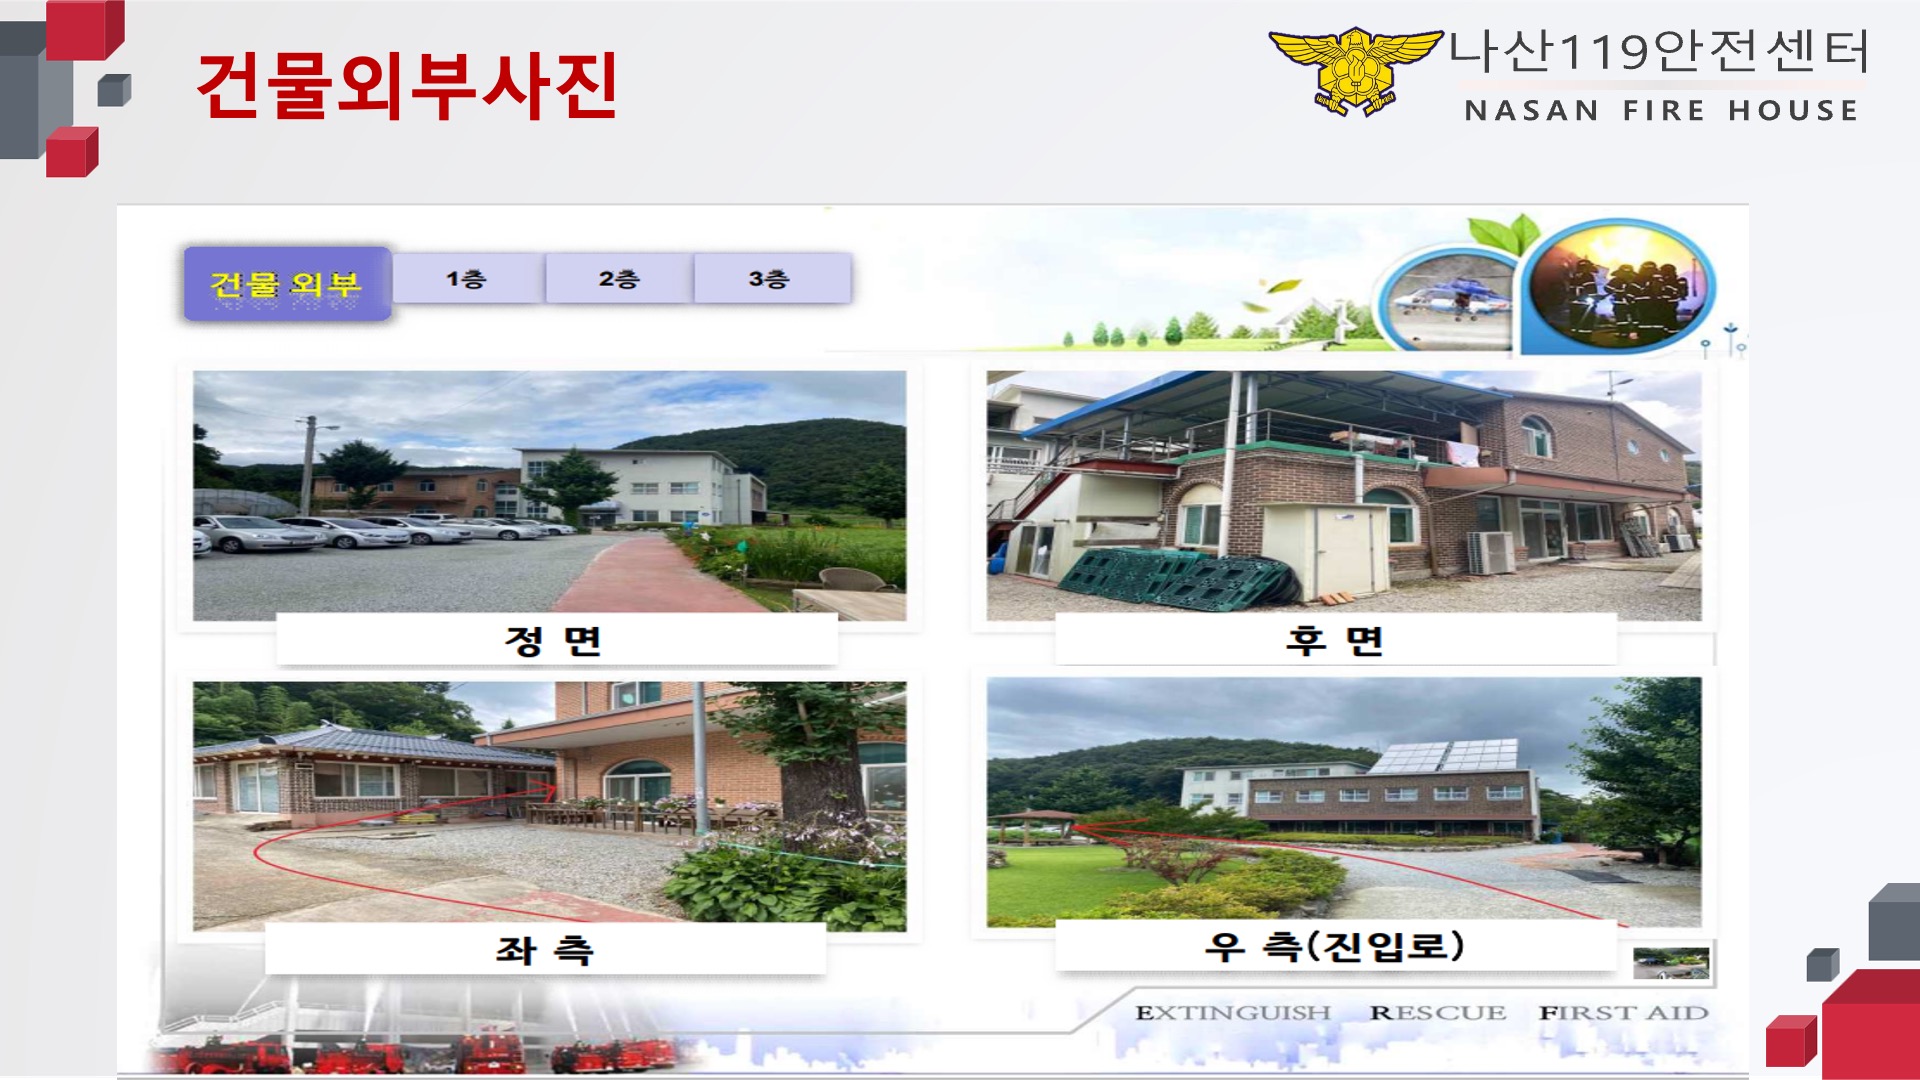 건물외부사진
나산119안전센터
NASAN FIRE HOUSE
건물 외부
1층
2층
3층
정 면
후 면
좌 측
우 측(진입로)
EXTINGUISH RESCUE FIRST AID